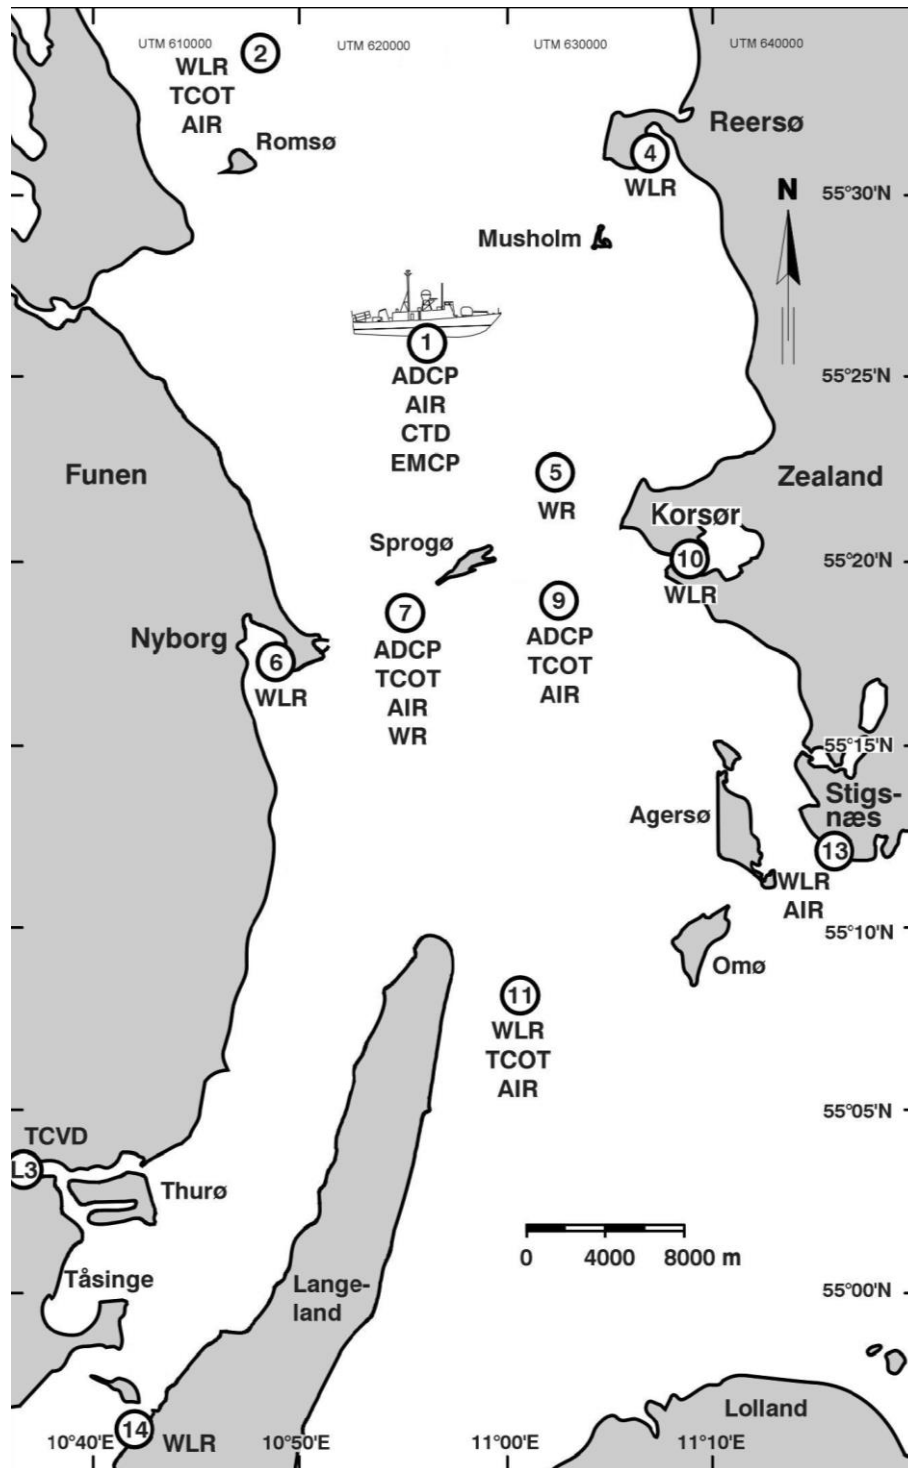 UTM 610000
UTM 620000
UTM 630000
UTM 640000
2
WLR
TCOT
AIR
Romsø
Reersø
4
WLR
N
55°30'N
Musholm
1
ADCP
AIR
CTD
EMCP
55°25'N
Funen
5
WR
Zealand
Korsør
Sprogø
10
WLR
55°20'N
Nyborg
6
WLR
7
ADCP
TCOT
AIR
WR
9
ADCP
TCOT
AIR
55°15'N
Stigs-
næs
Agersø
13
WLR
AIR
55°10'N
Omø
11
WLR
TCOT
AIR
55°05'N
TCVD
L3
Thurø
0 4000 8000 m
Tåsinge
Lange-
land
55°00'N
Lolland
14
WLR
10°40'E
10°50'E
11°00'E
11°10'E